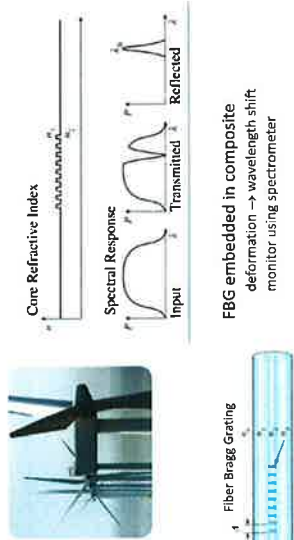 Core Refractive Index
n
Spectral Response
P
P
P
λ
λ
λ
Input
Transmitted
Reflected
Fiber Bragg Grating
FBG embedded in composite
deformation → wavelength shift
monitor using spectrometer